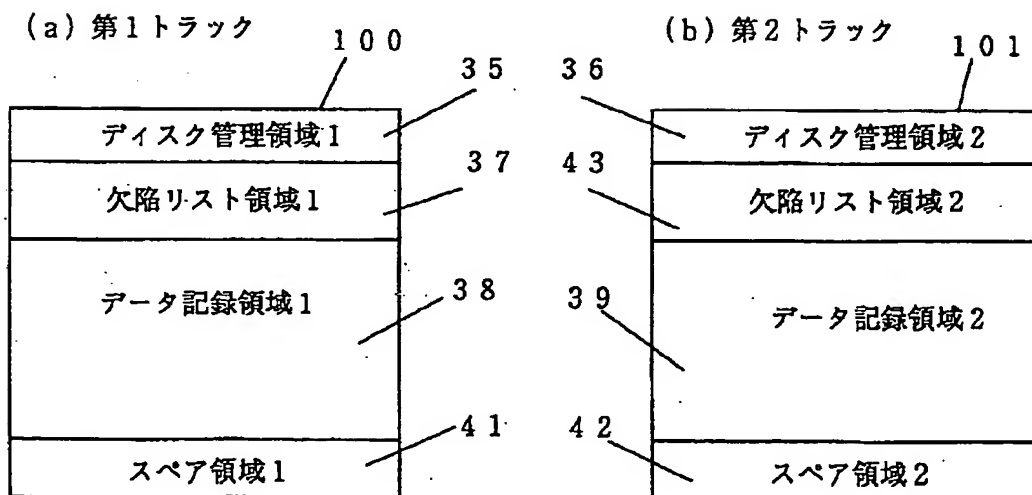 (a) 第1トラック
100
35
ディスク管理領域1
37
欠陥リスト領域1
データ記録領域1
38
41
スペア領域1
(b) 第2トラック
101
36
ディスク管理領域2
43
欠陥リスト領域2
39
データ記録領域2
42
スペア領域2